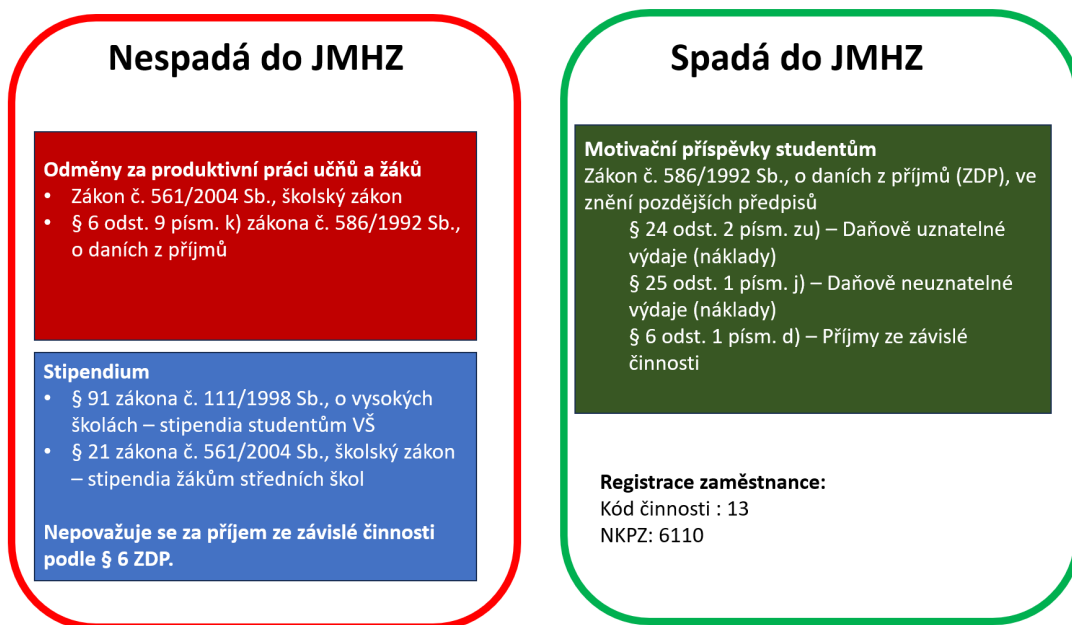 Nespadá do JMHZ
Odměny za produktivní práci učňů a žáků
• Zákon č. 561/2004 Sb., školský zákon
• § 6 odst. 9 písm. k) zákona č. 586/1992 Sb.,
o daních z příjmů
Stipendium
• § 91 zákona č. 111/1998 Sb., o vysokých
školách – stipendia studentům VŠ
• § 21 zákona č. 561/2004 Sb., školský zákon
– stipendia žákům středních škol
Nepovažuje se za příjem ze závislé činnosti
podle § 6 ZDP.
Spadá do JMHZ
Motivační příspěvky studentům
Zákon č. 586/1992 Sb., o daních z příjmů (ZDP), ve
znění pozdějších předpisů
§ 24 odst. 2 písm. zu) – Daňově uznatelné
výdaje (náklady)
§ 25 odst. 1 písm. j) – Daňově neuznatelné
výdaje (náklady)
§ 6 odst. 1 písm. d) – Příjmy ze závislé
činnosti
Registrace zaměstnance:
Kód činnosti : 13
NKPZ: 6110